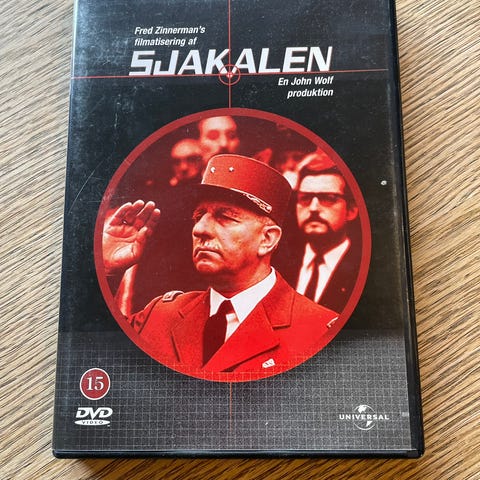 Fred Zinnerman's
filmatisering af
SJAKALEN
En John Wolf
produktion
15
DVD
VIDEO
UNIVERSAL